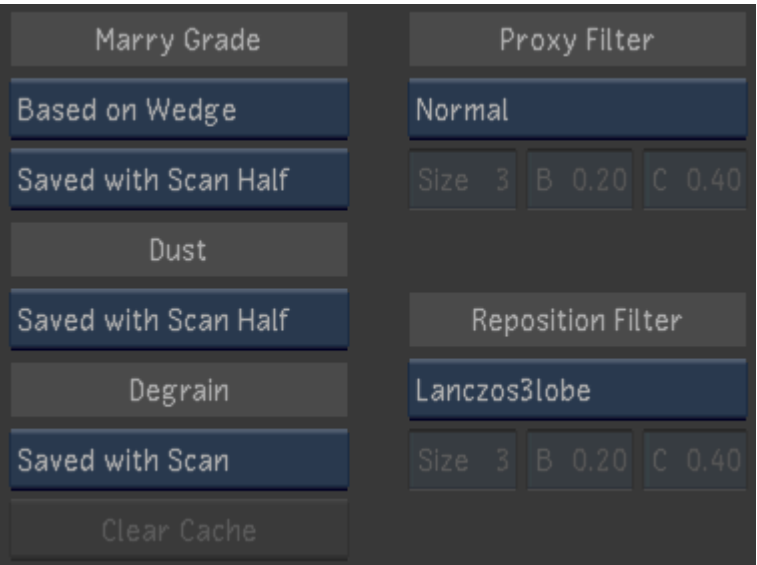 Marry Grade
Based on Wedge
Saved with Scan Half
Dust
Saved with Scan Half
Degrain
Saved with Scan
Clear Cache
Proxy Filter
Normal
Size 3 B 0.20 C 0.40
Reposition Filter
Lanczos3lobe
Size 3 B 0.20 C 0.40